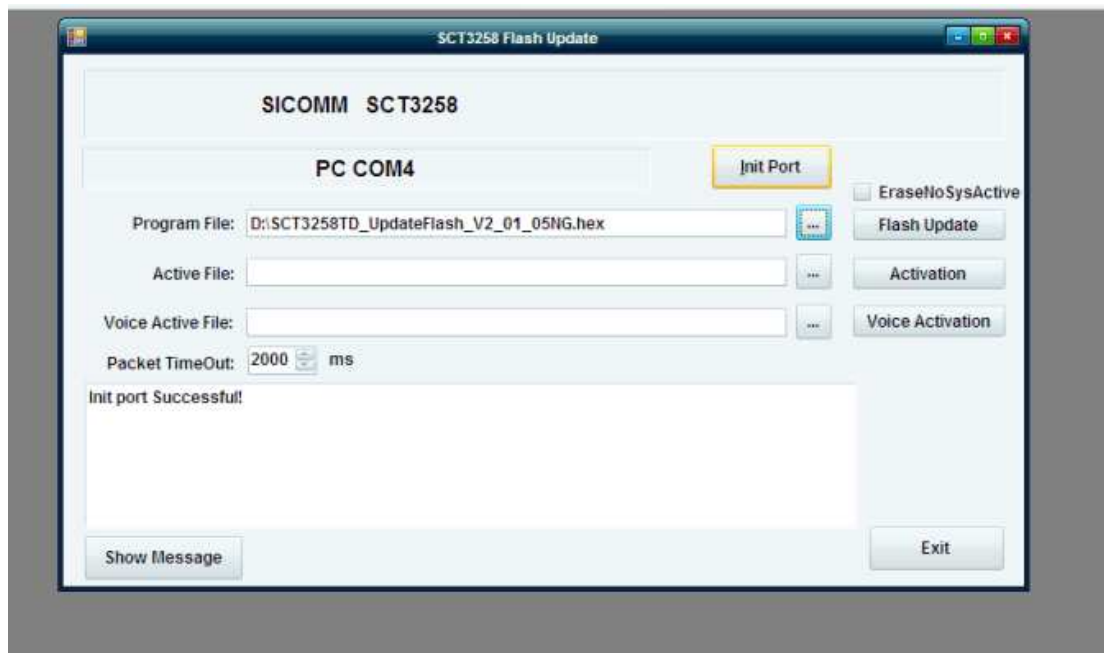 SCT3258 Flash Update
SICOMM SCT3258
PC COM4
Init Port
EraseNoSysActive
Program File: D:\SCT3258TD_UpdateFlash_V2_01_05NG.hex ... Flash Update
Active File: ... Activation
Voice Active File: ... Voice Activation
Packet TimeOut: 2000 ms
Init port Successful!
Show Message
Exit